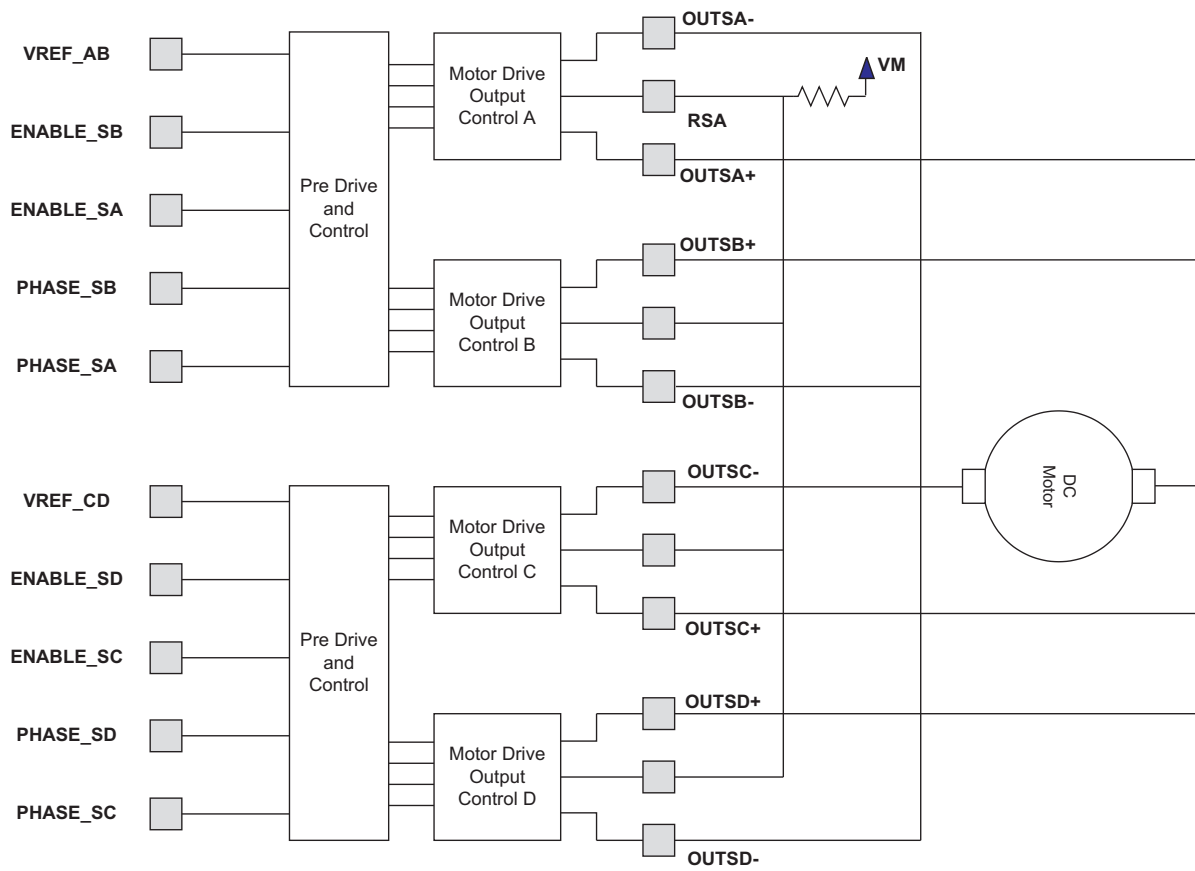 VREF_AB
ENABLE_SB
ENABLE_SA
PHASE_SB
PHASE_SA
Pre Drive
and
Control
Motor Drive
Output
Control A
Motor Drive
Output
Control B
OUTSA-
RSA
VM
OUTSA+
OUTSB+
OUTSB-
VREF_CD
ENABLE_SD
ENABLE_SC
PHASE_SD
PHASE_SC
Pre Drive
and
Control
Motor Drive
Output
Control C
Motor Drive
Output
Control D
OUTSC-
OUTSC+
OUTSD+
OUTSD-
DC
Motor